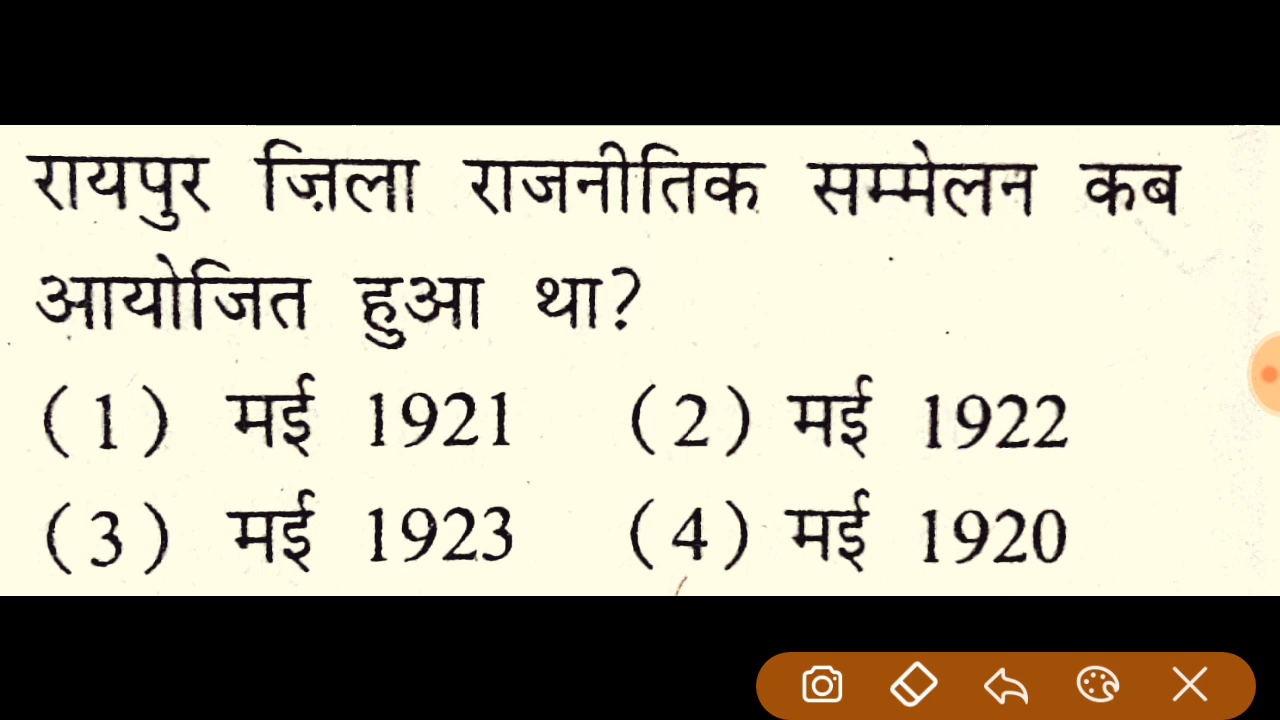 रायपुर ज़िला राजनीतिक सम्मेलन कब
आयोजित हुआ था?
(1) मई 1921 (2) मई 1922
(3) मई 1923 (4) मई 1920